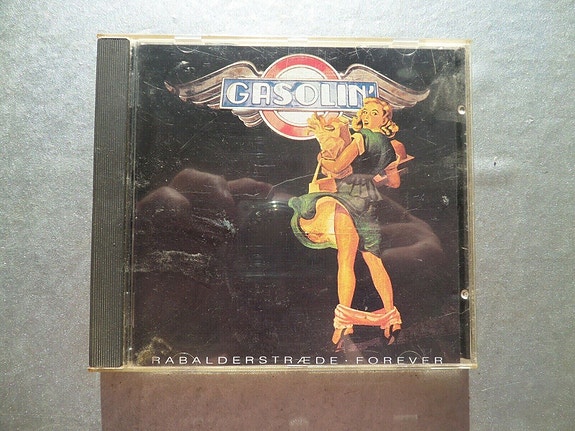 GASOLIN'
RABALDERSTRÆDE · FOREVER